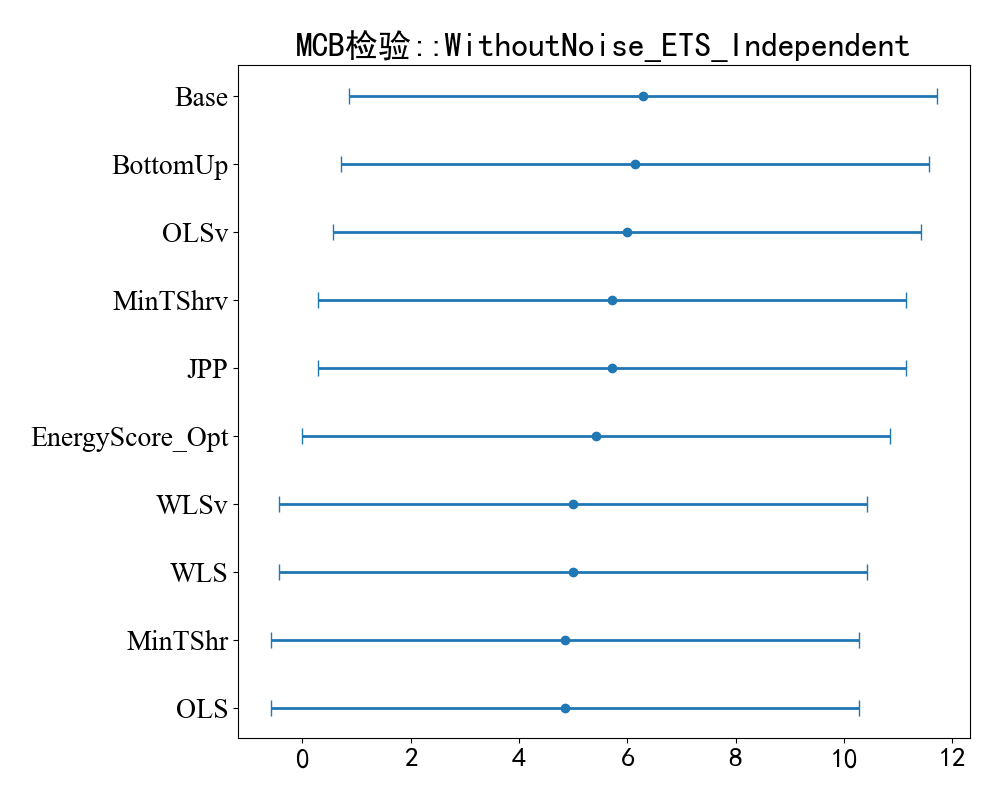 MCB检验::WithoutNoise_ETS_Independent
Base
BottomUp
OLSv
MinTShrv
JPP
EnergyScore_Opt
WLSv
WLS
MinTShr
OLS
0 2 4 6 8 10 12